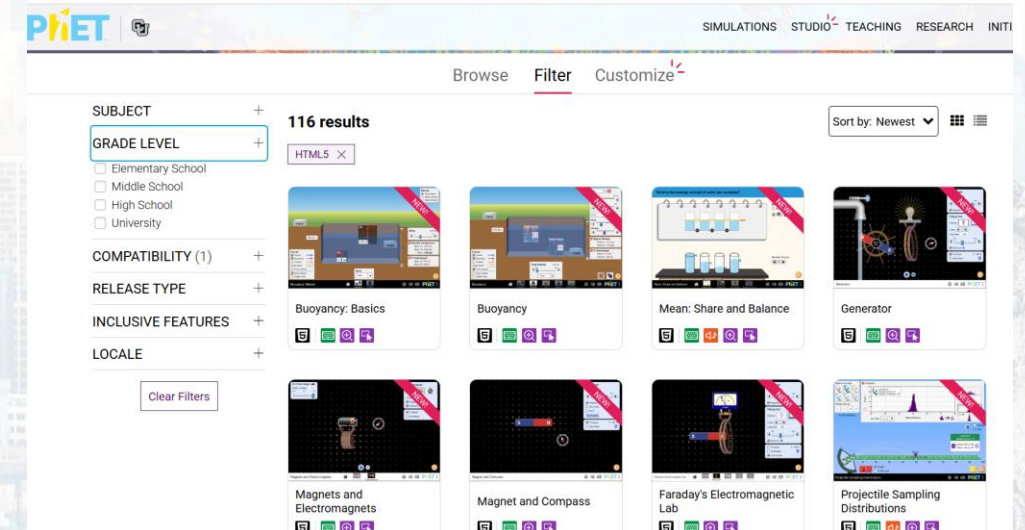 PhET
SIMULATIONS STUDIO TEACHING RESEARCH INITI
Browse Filter Customize
SUBJECT
GRADE LEVEL
Elementary School
Middle School
High School
University
COMPATIBILITY (1)
RELEASE TYPE
INCLUSIVE FEATURES
LOCALE
Clear Filters
116 results
Sort by: Newest
HTML5
NEW!
NEW!
NEW!
NEW!
Buoyancy: Basics
Buoyancy
Mean: Share and Balance
Generator
NEW!
NEW!
NEW!
NEW!
Magnets and
Electromagnets
Magnet and Compass
Faraday's Electromagnetic
Lab
Projectile Sampling
Distributions